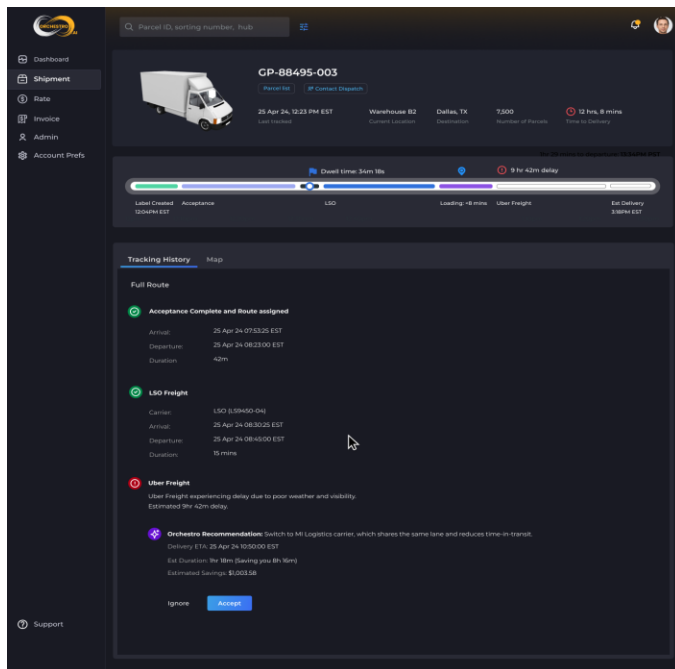 ORCHESTRO
.AI
Parcel ID, sorting number, hub
Dashboard
Shipment
Rate
Invoice
Admin
Account Prefs
Support
GP-88495-003
Parcel list
Contact Dispatch
25 Apr 24, 12:23 PM EST
Warehouse B2
Dallas, TX
7,500
12 hrs, 8 mins
Last tracked
Current Location
Destination
Number of Parcels
Time to Delivery
Dwell time: 34m 18s
9 hr 42m delay
Label Created
Acceptance
LSO
Loading: <8 mins
Uber Freight
Est Delivery
12:04PM EST
3:18PM EST
Tracking History
Map
Full Route
Acceptance Complete and Route assigned
Arrival:
25 Apr 24 07:53:25 EST
Departure:
25 Apr 24 08:23:00 EST
Duration
42m
LSO Freight
Carrier:
LSO (LS9450-04)
Arrival:
25 Apr 24 08:30:25 EST
Departure:
25 Apr 24 08:45:00 EST
Duration:
15 mins
Uber Freight
Uber Freight experiencing delay due to poor weather and visibility.
Estimated 9hr 42m delay.
Orchestro Recommendation: Switch to MI Logistics carrier, which shares the same lane and reduces time-in-transit.
Delivery ETA: 25 Apr 24 10:50:00 EST
Est Duration: 1hr 18m (Saving you 8h 16m)
Estimated Savings: $1,003.58
Ignore
Accept